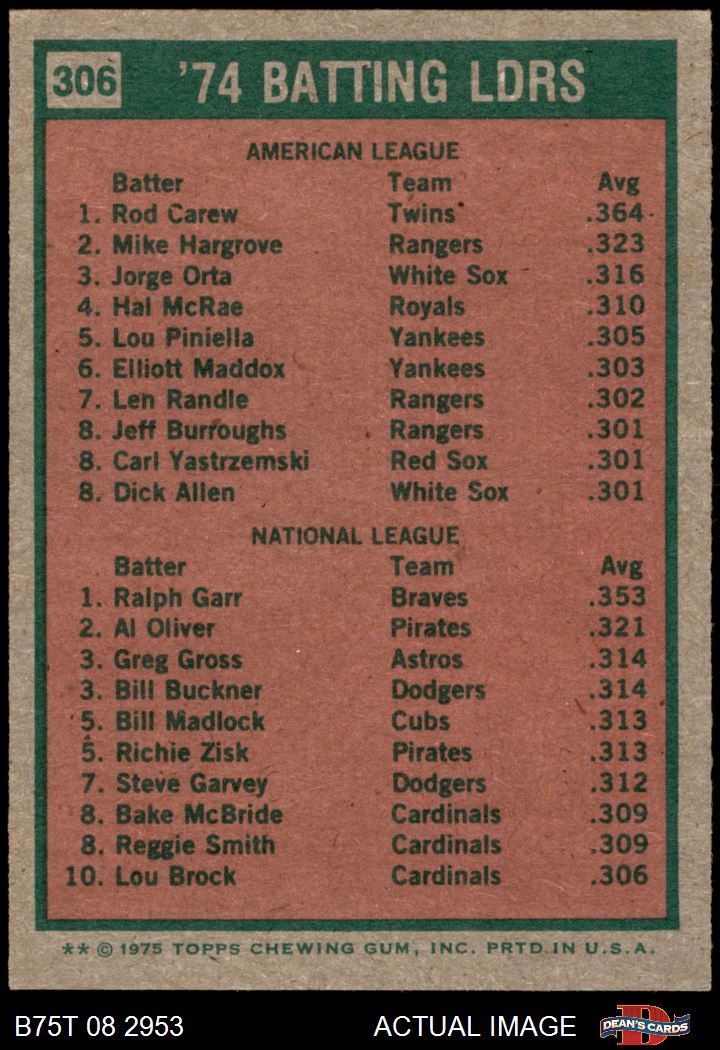 306 '74 BATTING LDRS
AMERICAN LEAGUE
Batter Team Avg
1. Rod Carew Twins .364
2. Mike Hargrove Rangers .323
3. Jorge Orta White Sox .316
4. Hal McRae Royals .310
5. Lou Piniella Yankees .305
6. Elliott Maddox Yankees .303
7. Len Randle Rangers .302
8. Jeff Burroughs Rangers .301
8. Carl Yastrzemski Red Sox .301
8. Dick Allen White Sox .301
NATIONAL LEAGUE
Batter Team Avg
1. Ralph Garr Braves .353
2. Al Oliver Pirates .321
3. Greg Gross Astros .314
3. Bill Buckner Dodgers .314
5. Bill Madlock Cubs .313
5. Richie Zisk Pirates .313
7. Steve Garvey Dodgers .312
8. Bake McBride Cardinals .309
8. Reggie Smith Cardinals .309
10. Lou Brock Cardinals .306
** © 1975 TOPPS CHEWING GUM, INC. PRTD. IN U.S.A.
B75T 08 2953 ACTUAL IMAGE DEAN'S CARDS